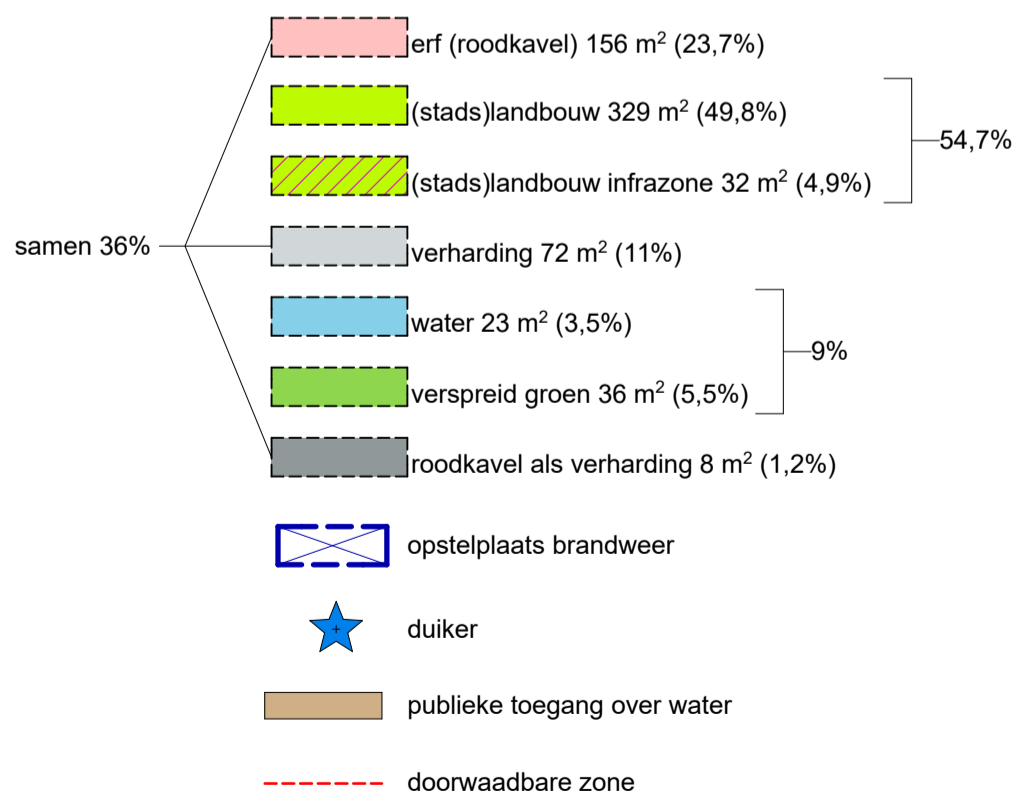 erf (roodkavel) 156 m² (23,7%)
(stads)landbouw 329 m² (49,8%)
54,7%
(stads)landbouw infrazone 32 m² (4,9%)
samen 36%
verharding 72 m² (11%)
water 23 m² (3,5%)
9%
verspreid groen 36 m² (5,5%)
roodkavel als verharding 8 m² (1,2%)
opstelplaats brandweer
duiker
publieke toegang over water
doorwaadbare zone